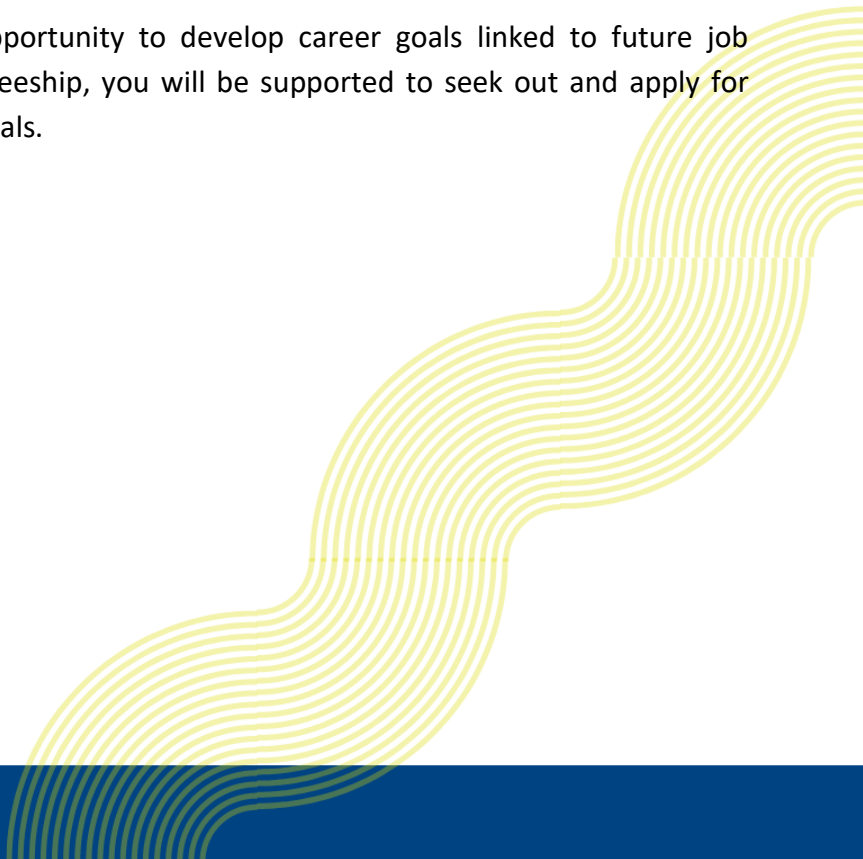 pportunity to develop career goals linked to future job
eeship, you will be supported to seek out and apply for
als.